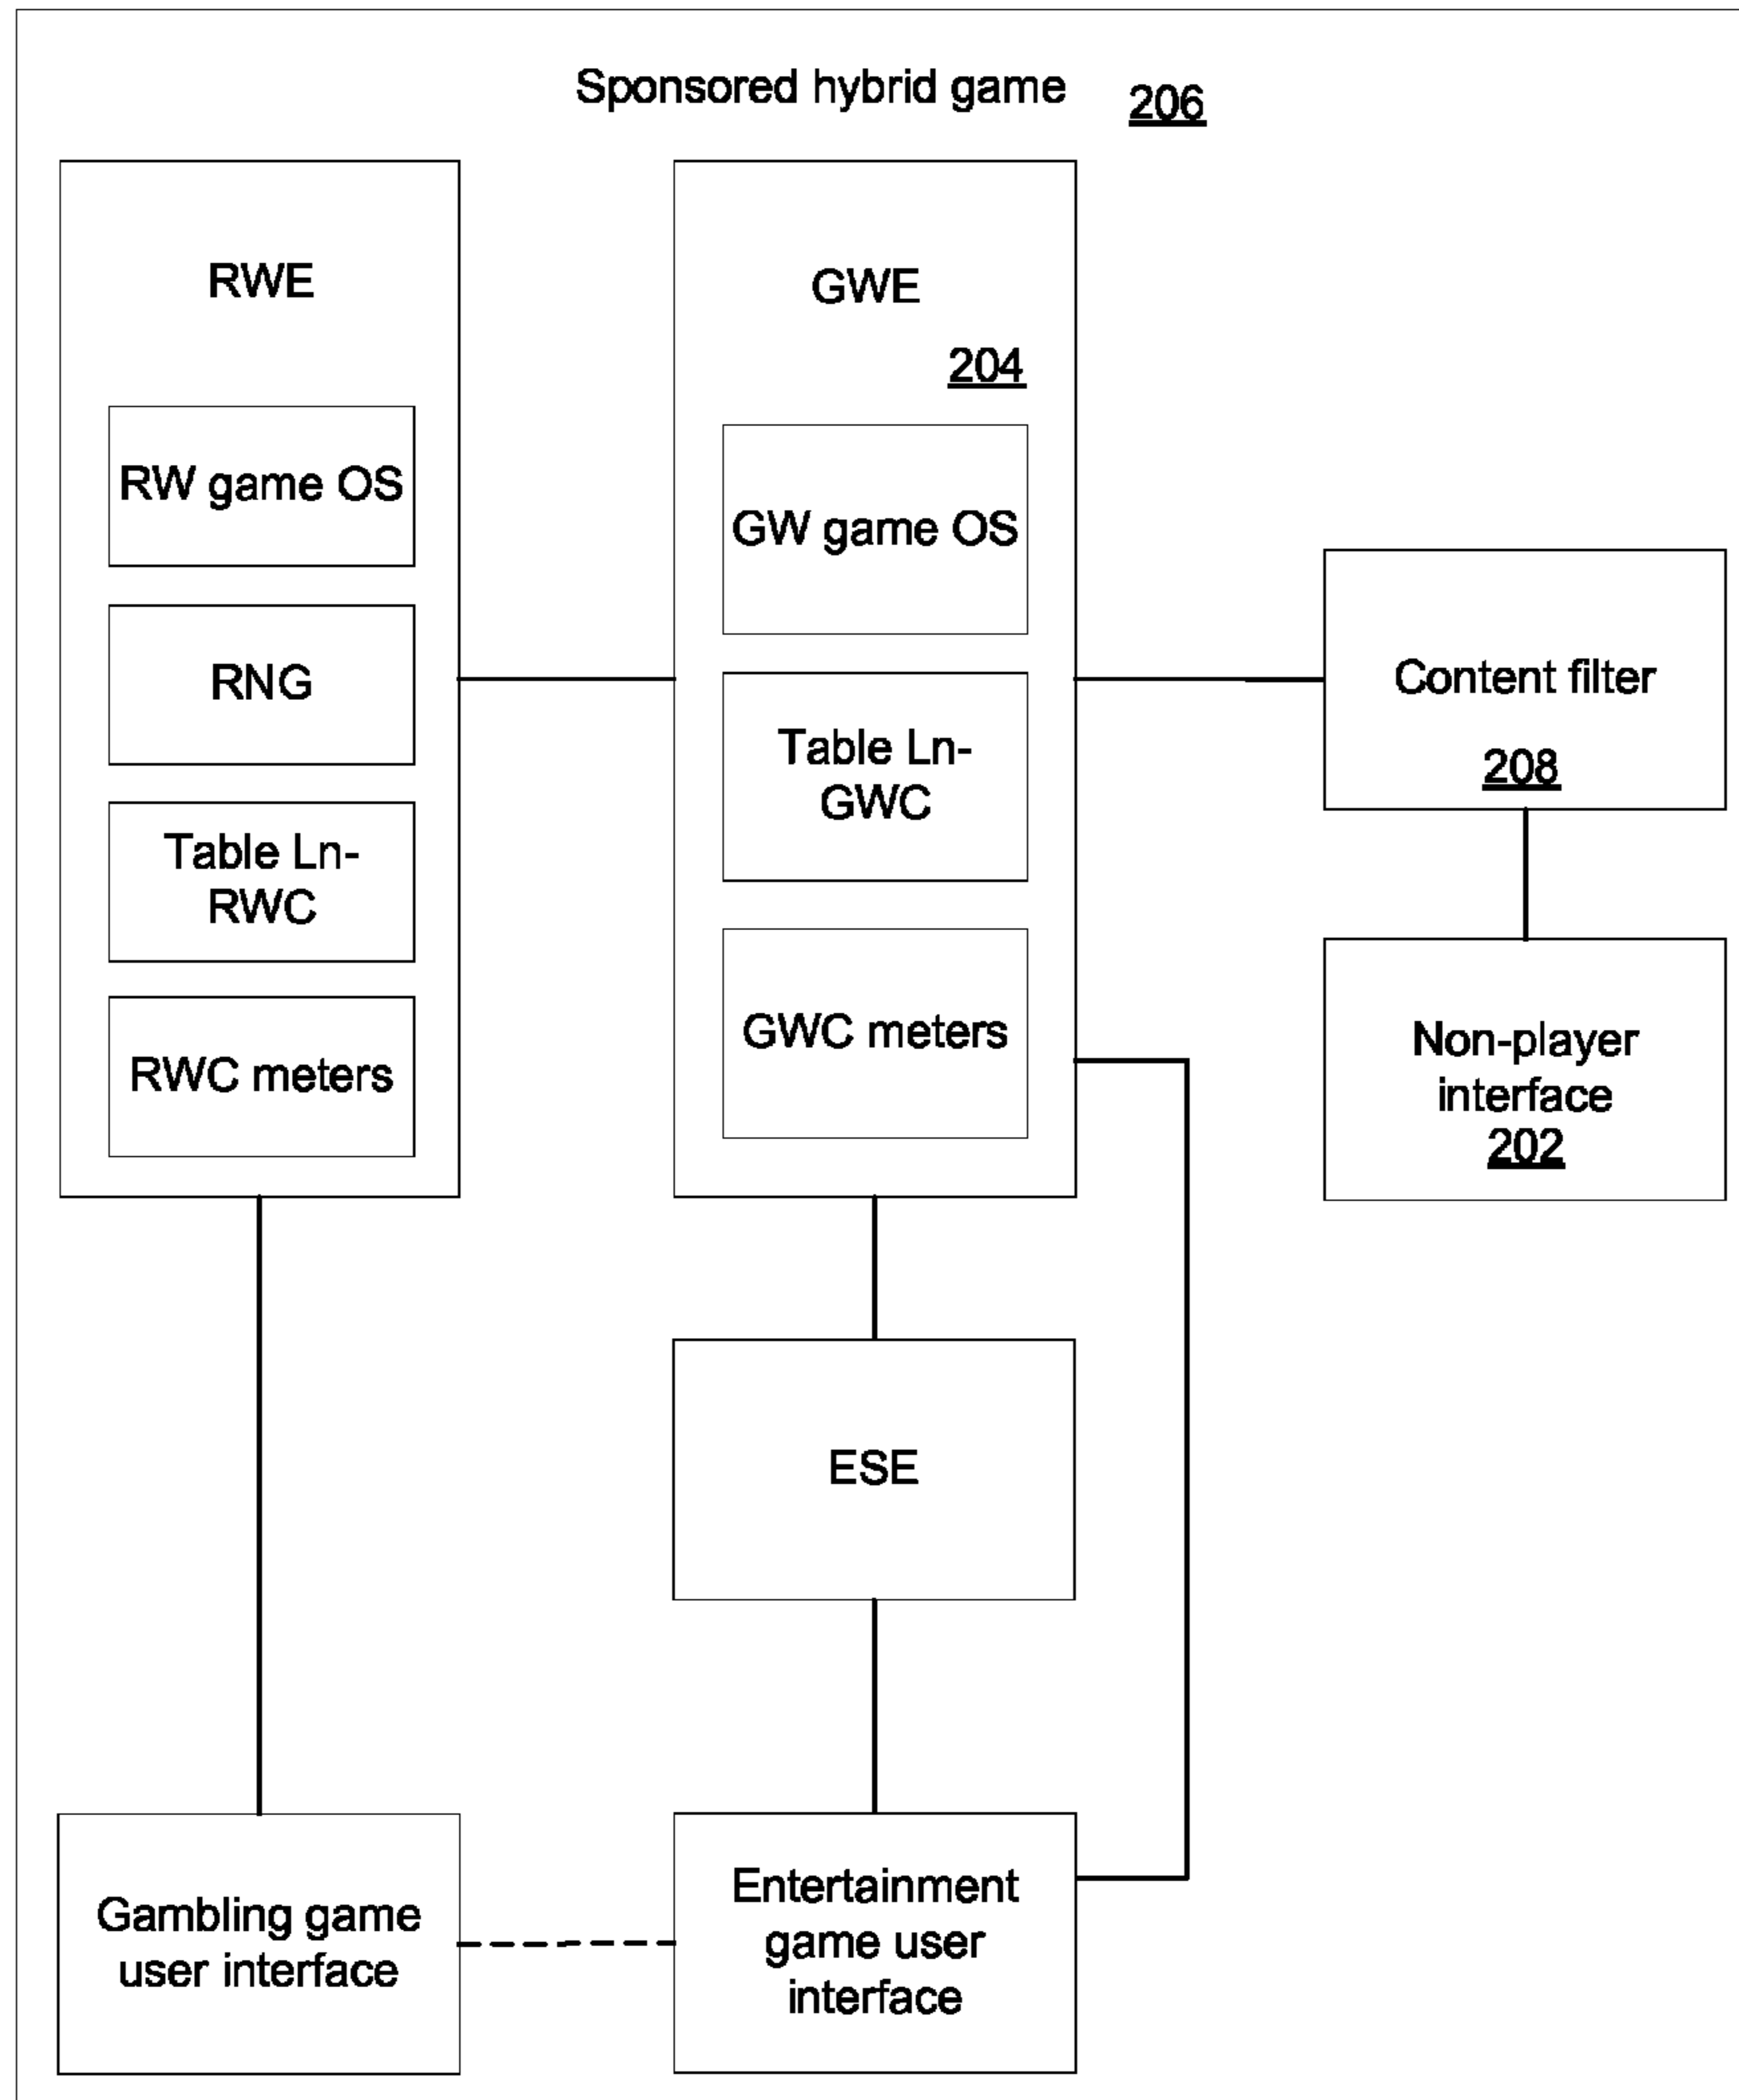 Sponsored hybrid game 206
RWE
RW game OS
RNG
Table Ln-
RWC
RWC meters
GWE
204
GW game OS
Table Ln-
GWC
GWC meters
Content filter
208
Non-player
interface
202
ESE
Gambling game
user interface
Entertainment
game user
interface